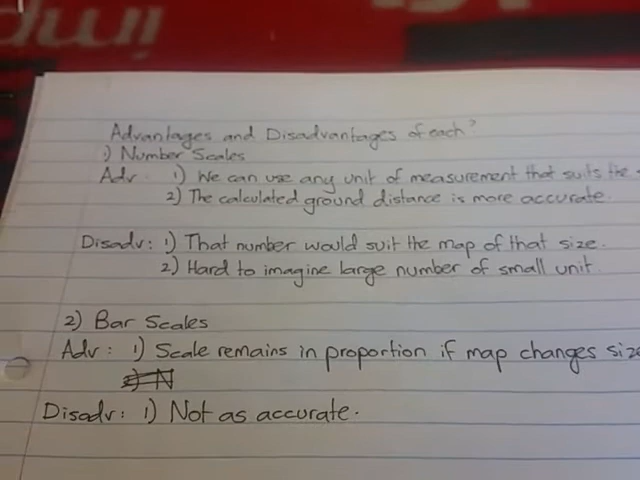 Advantages and Disadvantages of each?
1) Number Scales
Adv. 1) We can use any unit of measurement that suits the
2) The calculated ground distance is more accurate.
Disadv: 1) That number would suit the map of that size.
2) Hard to imagine large number of small unit.
2) Bar Scales
Adv: 1) Scale remains in proportion if map changes size
Disadv: 1) Not as accurate.